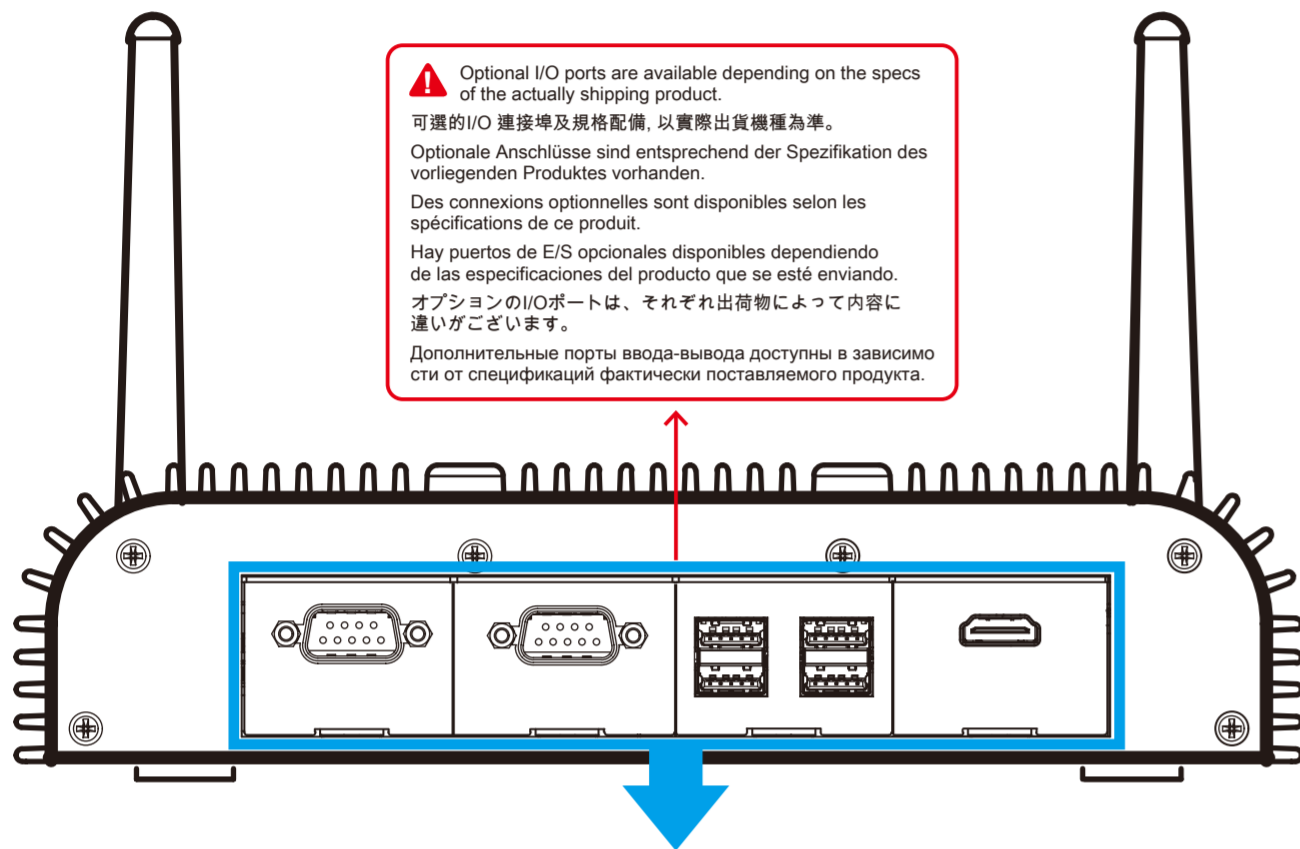 Optional I/O ports are available depending on the specs
of the actually shipping product.
可選的I/O 連接埠及規格配備, 以實際出貨機種為準。
Optionale Anschlüsse sind entsprechend der Spezifikation des
vorliegenden Produktes vorhanden.
Des connexions optionnelles sont disponibles selon les
spécifications de ce produit.
Hay puertos de E/S opcionales disponibles dependiendo
de las especificaciones del producto que se esté enviando.
オプションのI/Oポートは、それぞれ出荷物によって内容に
違いがございます。
Дополнительные порты ввода-вывода доступны в зависимо
сти от спецификаций фактически поставляемого продукта.